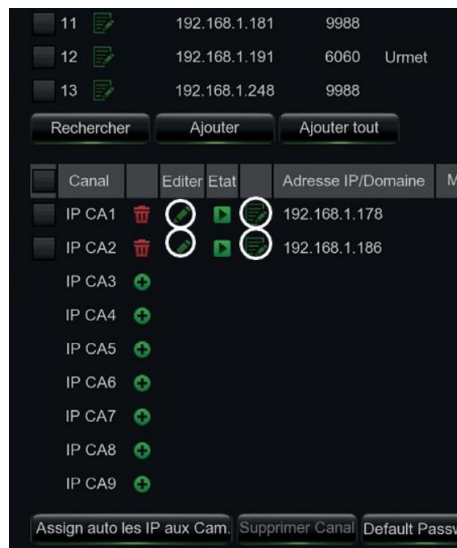 11 192.168.1.181 9988
12 192.168.1.191 6060 Urmet
13 192.168.1.248 9988
Rechercher Ajouter Ajouter tout
Canal Editer Etat Adresse IP/Domaine M
IP CA1 192.168.1.178
IP CA2 192.168.1.186
IP CA3
IP CA4
IP CA5
IP CA6
IP CA7
IP CA8
IP CA9
Assign auto les IP aux Cam. Supprimer Canal Default Passw